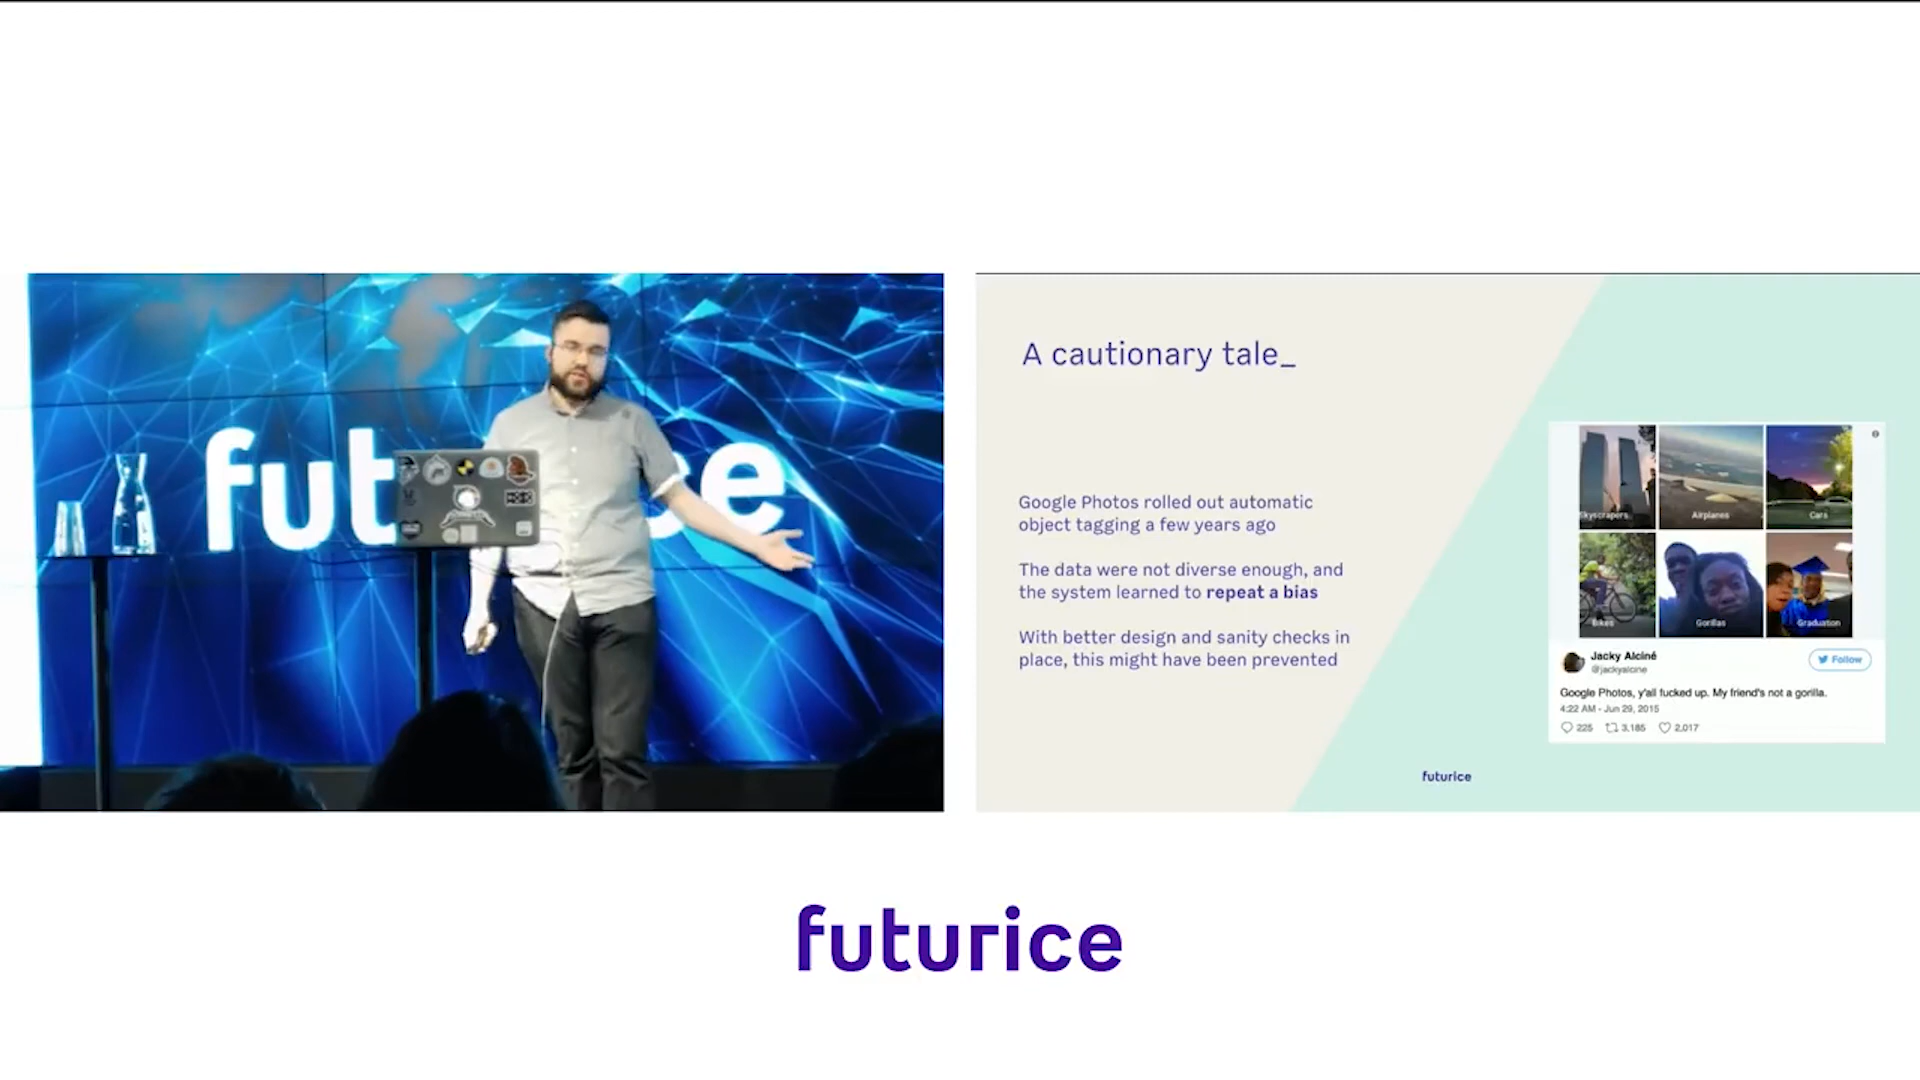 fut ce
A cautionary tale_
Google Photos rolled out automatic
object tagging a few years ago
The data were not diverse enough, and
the system learned to repeat a bias
With better design and sanity checks in
place, this might have been prevented
Skyscrapers
Airplanes
Cars
Bikes
Gorillas
Graduation
Jacky Alciné
@jackyalcine
Follow
Google Photos, y'all fucked up. My friend's not a gorilla.
4:22 AM - Jun 29, 2015
225 3,185 2,017
futurice
futurice